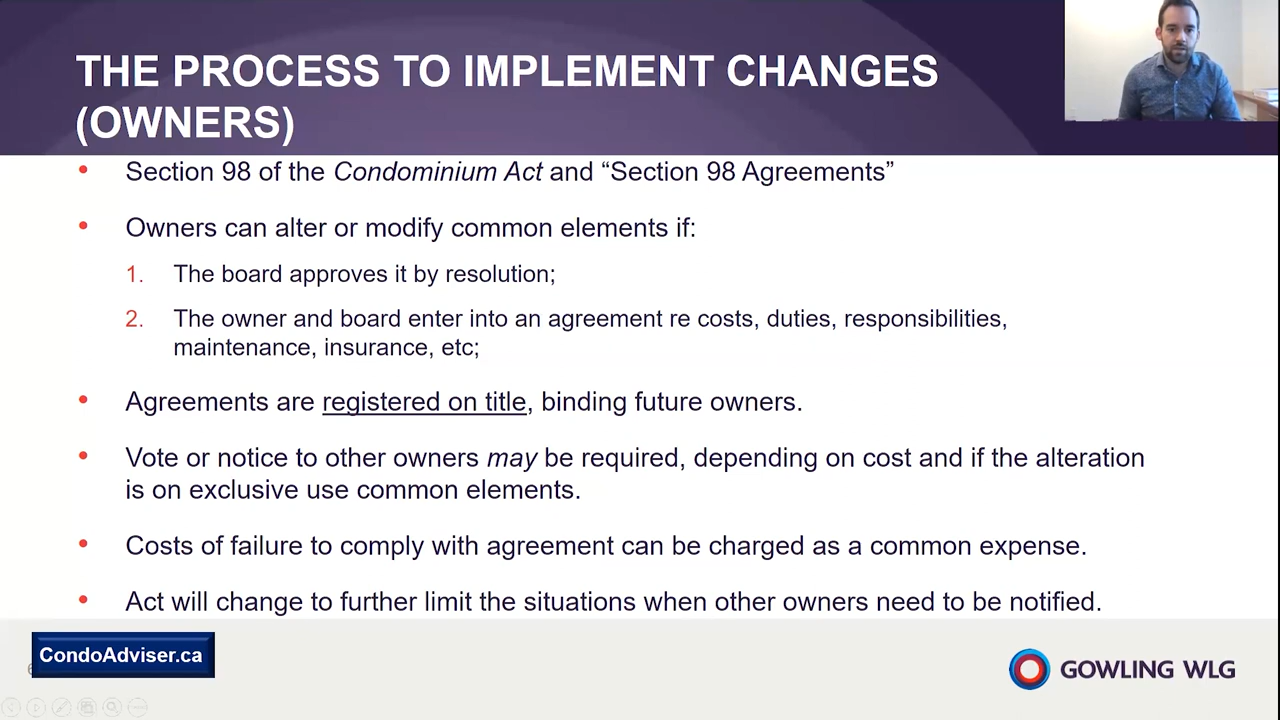 THE PROCESS TO IMPLEMENT CHANGES
(OWNERS)
• Section 98 of the Condominium Act and “Section 98 Agreements”
• Owners can alter or modify common elements if:
1. The board approves it by resolution;
2. The owner and board enter into an agreement re costs, duties, responsibilities,
maintenance, insurance, etc;
• Agreements are registered on title, binding future owners.
• Vote or notice to other owners may be required, depending on cost and if the alteration
is on exclusive use common elements.
• Costs of failure to comply with agreement can be charged as a common expense.
• Act will change to further limit the situations when other owners need to be notified.
CondoAdviser.ca
GOWLING WLG